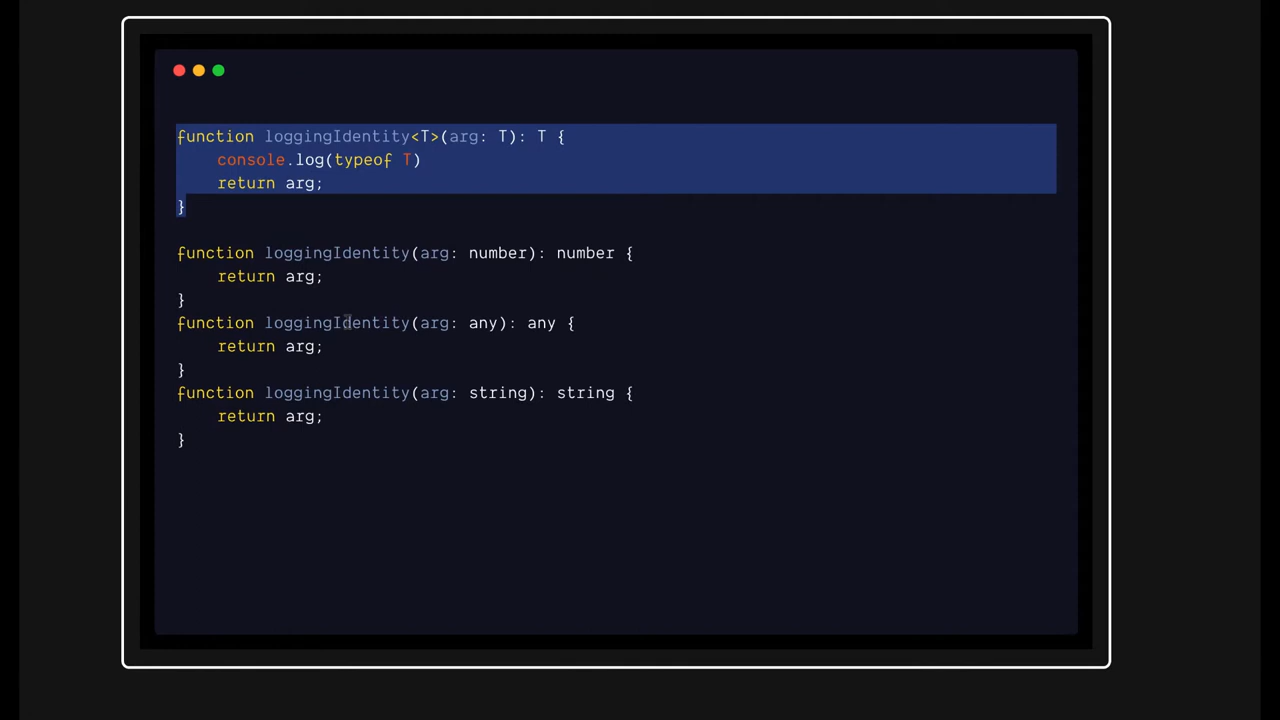 function loggingIdentity<T>(arg: T): T {
    console.log(typeof T)
    return arg;
}
function loggingIdentity(arg: number): number {
    return arg;
}
function loggingIdentity(arg: any): any {
    return arg;
}
function loggingIdentity(arg: string): string {
    return arg;
}